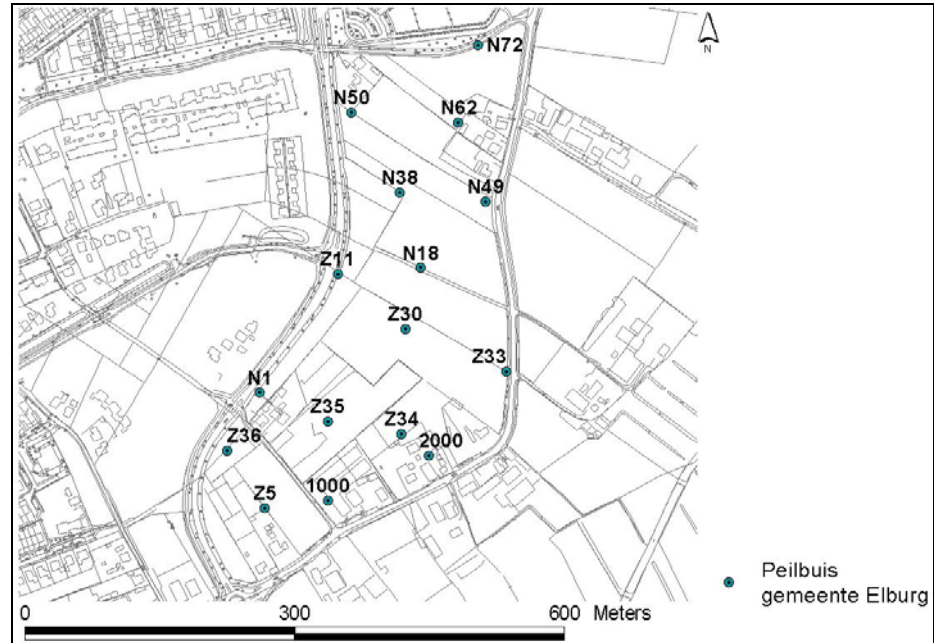 N72
N
N50
N62
N38
N49
Z11
N18
Z30
Z33
N1
Z35
Z34
Z36
2000
1000
Z5
Peilbuis
gemeente Elburg
0 300 600 Meters